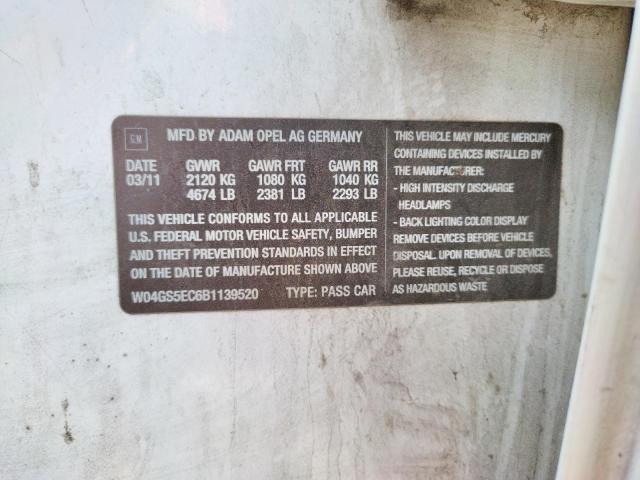 GM
MFD BY ADAM OPEL AG GERMANY
DATE GVWR GAWR FRT GAWR RR
03/11 2120 KG 1080 KG 1040 KG
4674 LB 2381 LB 2293 LB
THIS VEHICLE CONFORMS TO ALL APPLICABLE
U.S. FEDERAL MOTOR VEHICLE SAFETY, BUMPER
AND THEFT PREVENTION STANDARDS IN EFFECT
ON THE DATE OF MANUFACTURE SHOWN ABOVE
W04GS5EC6B1139520 TYPE: PASS CAR
THIS VEHICLE MAY INCLUDE MERCURY
CONTAINING DEVICES INSTALLED BY
THE MANUFACTURER:
- HIGH INTENSITY DISCHARGE
HEADLAMPS
- BACK LIGHTING COLOR DISPLAY
REMOVE DEVICES BEFORE VEHICLE
DISPOSAL. UPON REMOVAL OF DEVICES,
PLEASE REUSE, RECYCLE OR DISPOSE
AS HAZARDOUS WASTE